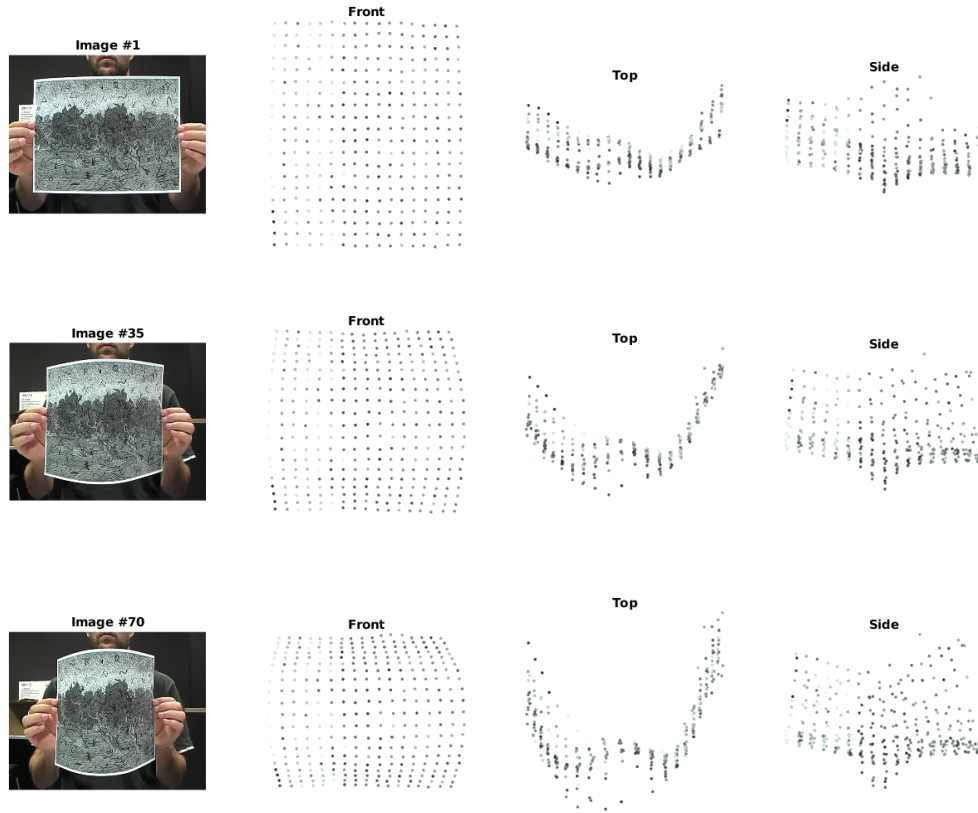 Image #1
Front
Top
Side
Image #35
Front
Top
Side
Image #70
Front
Top
Side